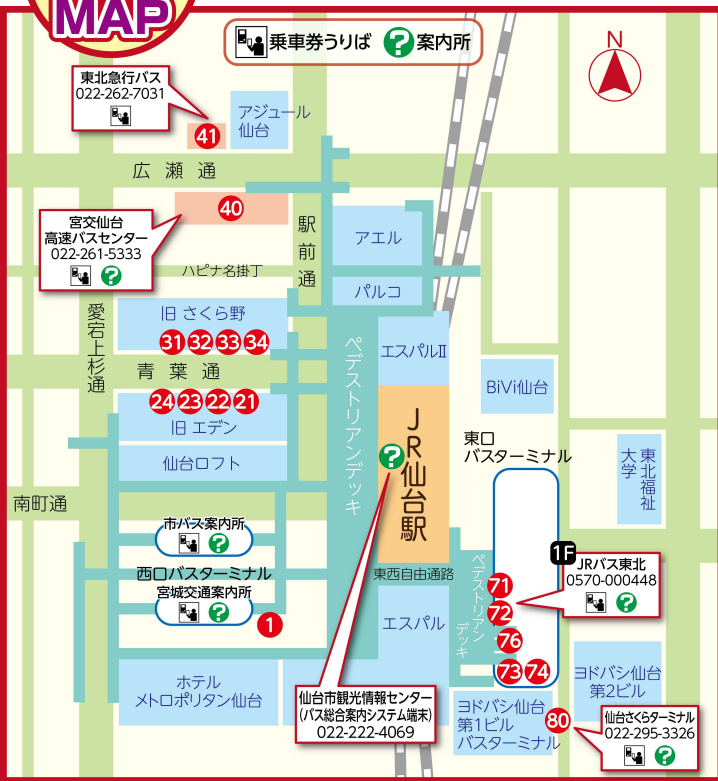 MAP
乗車券うりば
?案内所
N
東北急行バス
022-262-7031
41
アジュール
仙台
広瀬通
40
宮交仙台
高速バスセンター
022-261-5333
?
駅前通
アエル
ハピナ名掛丁
パルコ
愛宕上杉通
旧 さくら野
31 32 33 34
青葉通
24 23 22 21
旧 エデン
仙台ロフト
ペデストリアンデッキ
エスパルII
BiVi仙台
?
JR仙台駅
東口
バスターミナル
東北福祉
大学
南町通
市バス案内所
?
西口バスターミナル
宮城交通案内所
?
1
東西自由通路
エスパル
ペデストリアン
デッキ
71
72
76
73 74
1F
JRバス東北
0570-000448
?
ホテル
メトロポリタン仙台
仙台市観光情報センター
(バス総合案内システム端末)
022-222-4069
ヨドバシ仙台
第1ビル
バスターミナル
80
ヨドバシ仙台
第2ビル
仙台さくらターミナル
022-295-3326
?